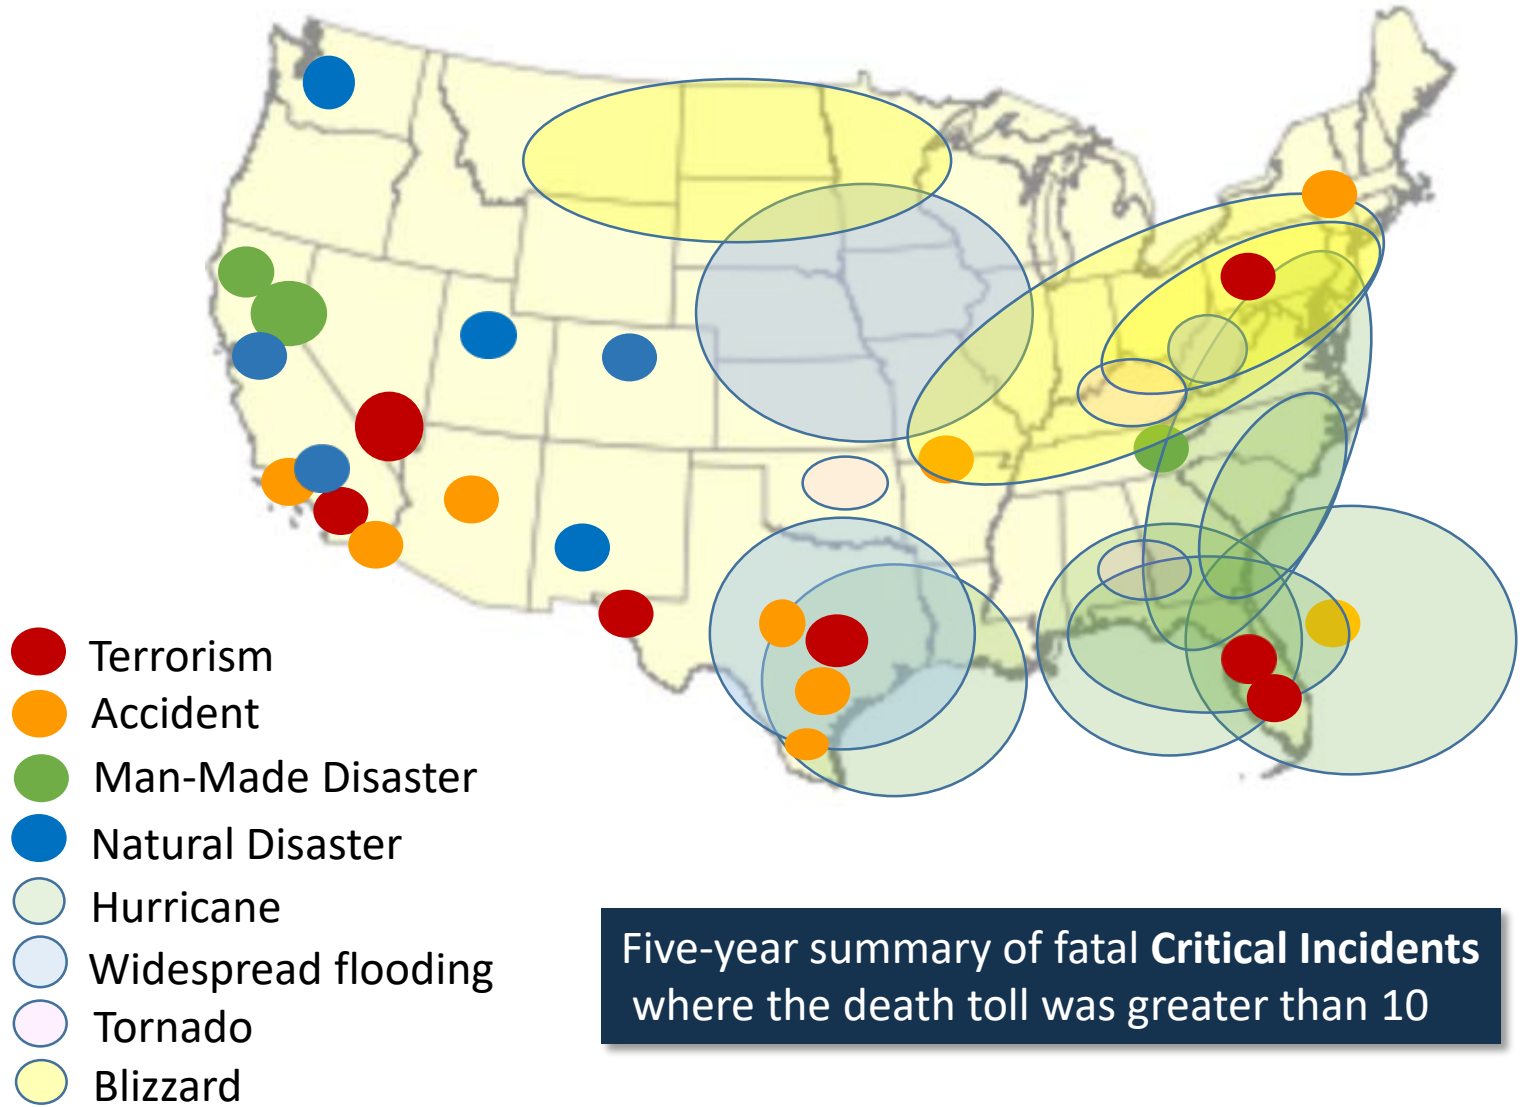 Terrorism
Accident
Man-Made Disaster
Natural Disaster
Hurricane
Widespread flooding
Tornado
Blizzard
Five-year summary of fatal Critical Incidents
where the death toll was greater than 10